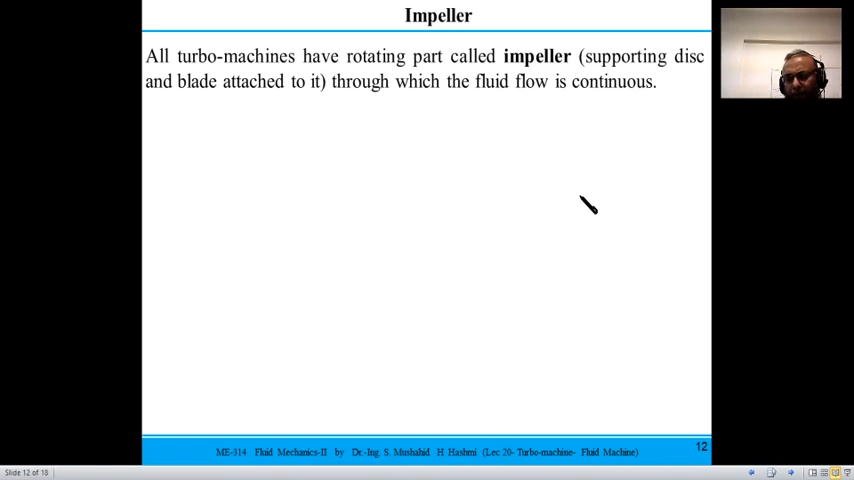 Impeller
All turbo-machines have rotating part called impeller (supporting disc
and blade attached to it) through which the fluid flow is continuous.
ME-314 Fluid Mechanics-II by Dr.-Ing. S. Mushahid H Hashmi (Lec 20- Turbo-machine- Fluid Machine)
12
Slide 12 of 18